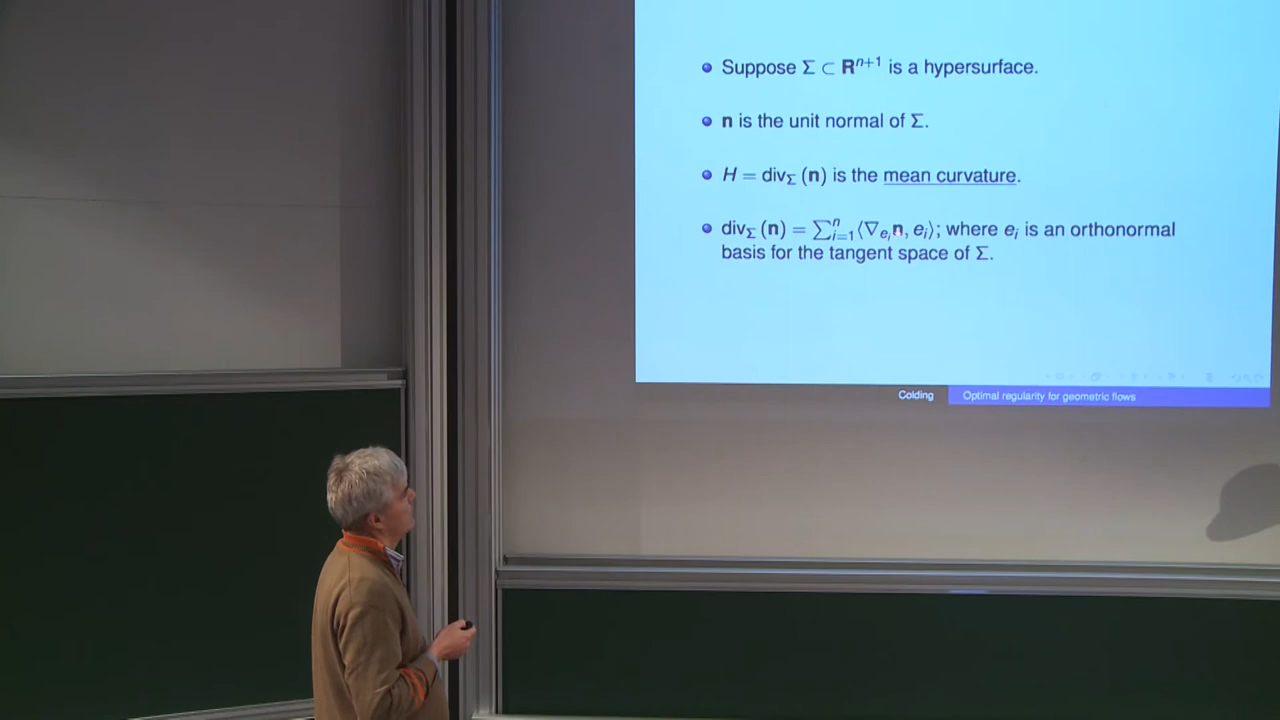 Suppose Σ ⊂ R^{n+1} is a hypersurface.
n is the unit normal of Σ.
H = div_Σ (n) is the mean curvature.
div_Σ (n) = ∑_{i=1}^{n} ⟨∇_{e_i} n, e_i⟩; where e_i is an orthonormal
basis for the tangent space of Σ.
Colding
Optimal regularity for geometric flows